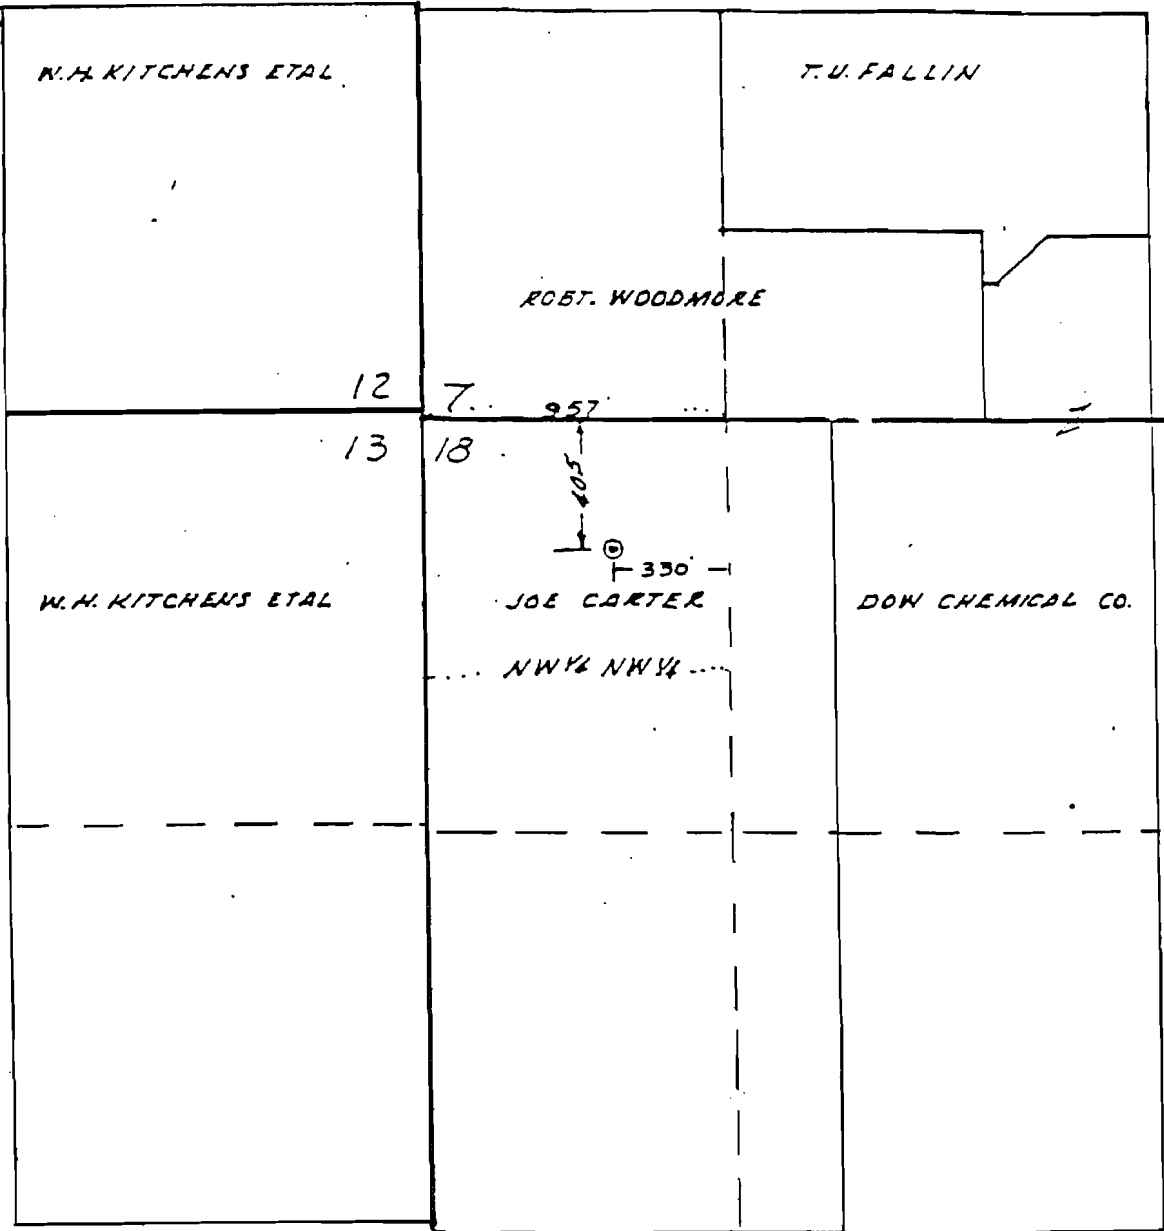 W.H. KITCHENS ETAL
T.U. FALLIN
ROBT. WOODMORE
12
7
957
13
18
405
330'
W.H. KITCHENS ETAL
JOE CARTER
DOW CHEMICAL CO.
NW¼ NW¼